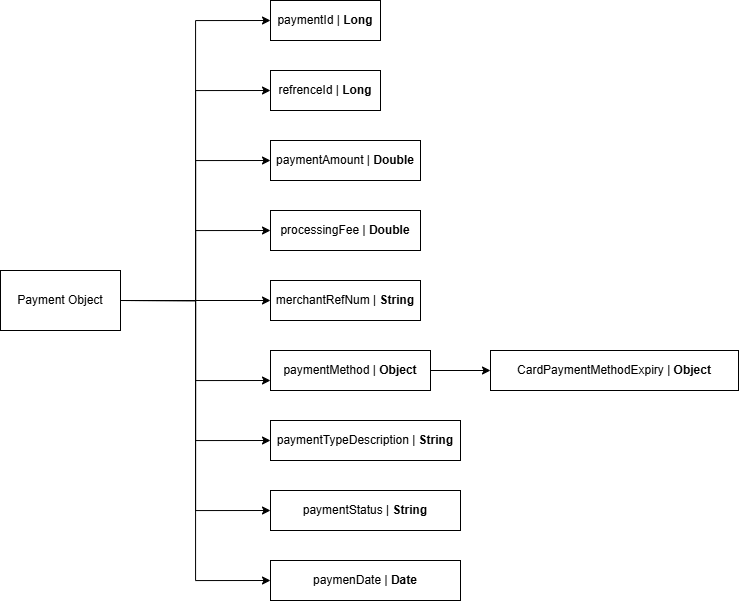 paymentId | Long
refrenceId | Long
paymentAmount | Double
processingFee | Double
Payment Object
merchantRefNum | String
paymentMethod | Object
CardPaymentMethodExpiry | Object
paymentTypeDescription | String
paymentStatus | String
paymenDate | Date